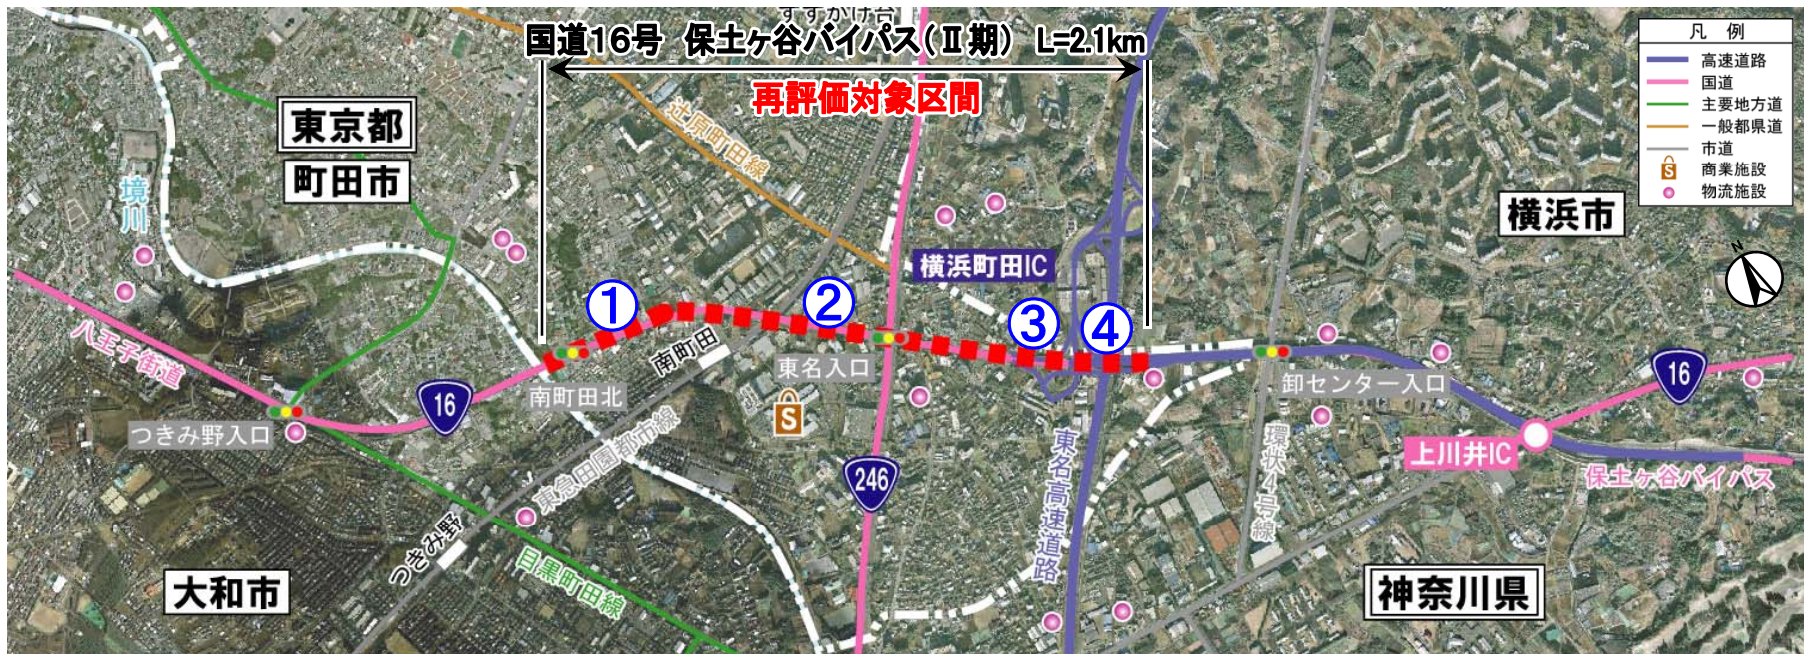 すずかけ台
国道16号 保土ヶ谷バイパス(Ⅱ期) L=2.1km
再評価対象区間
凡 例
高速道路
国道
主要地方道
一般都県道
市道
S 商業施設
物流施設
東京都
町田市
境川
辻原町田線
横浜市
N
横浜町田IC
①
②
③
④
八王子街道
南町田
東名入口
南町田北
卸センター入口
16
16
つきみ野入口
S
東急田園都市線
246
東名高速道路
環状4号線
上川井IC
保土ヶ谷バイパス
つきみ野
目黒町田線
大和市
神奈川県